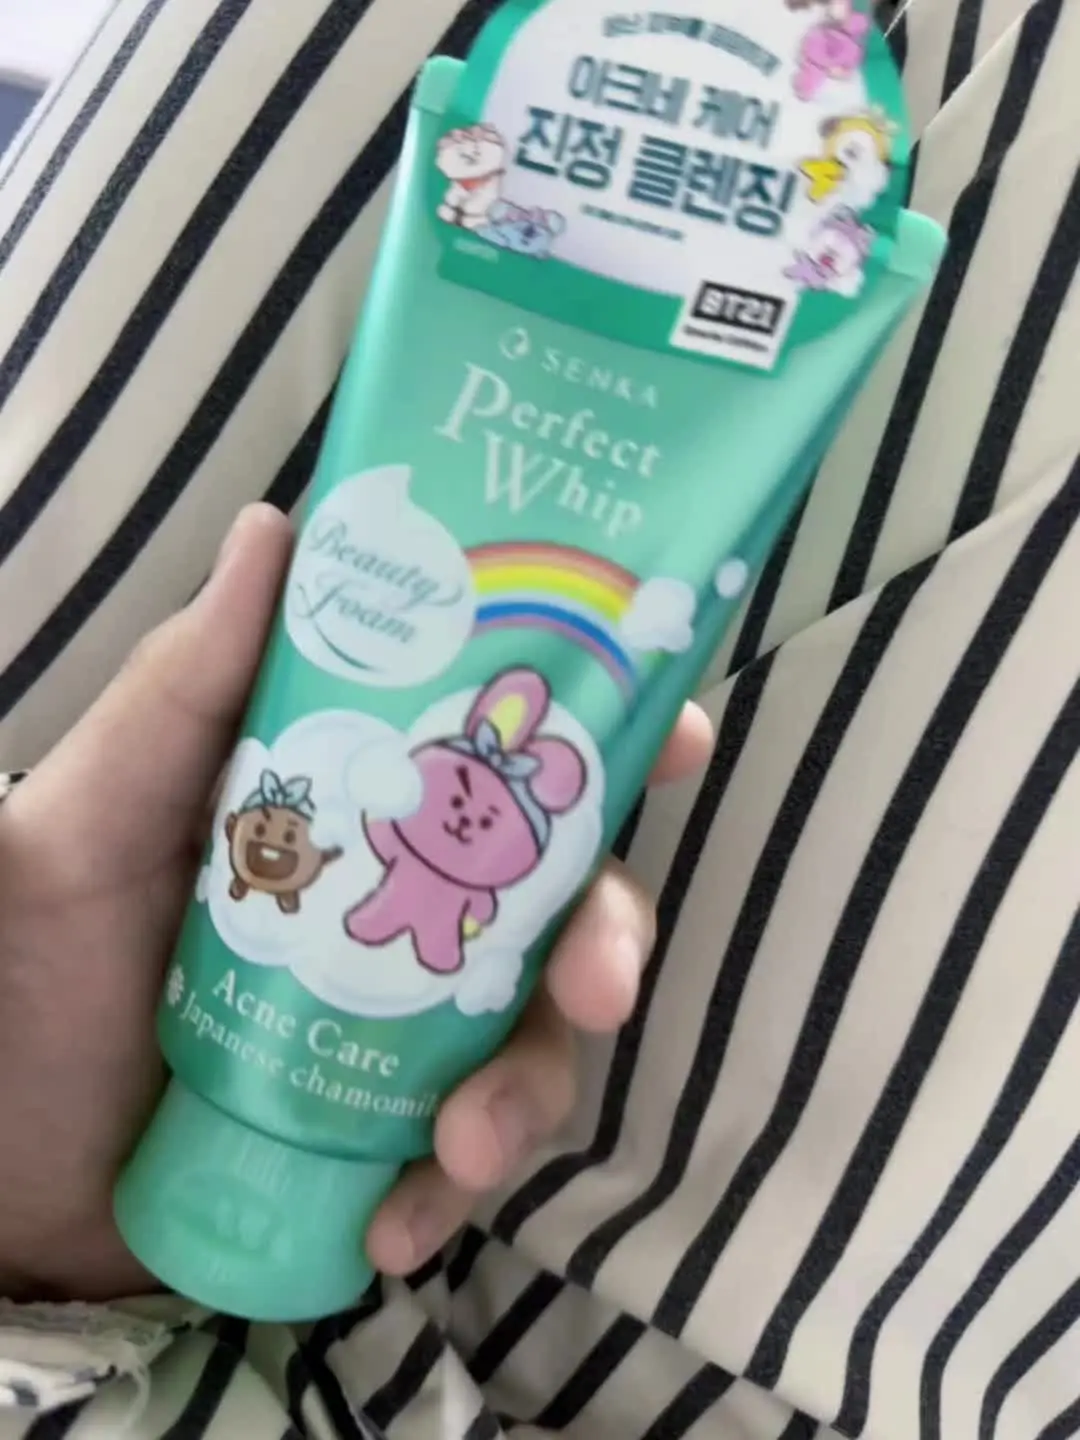 아크네 케어
진정 클렌징
BT21
SENKA
Perfect
Whip
Beauty
Foam
Acne Care
Japanese chamomile